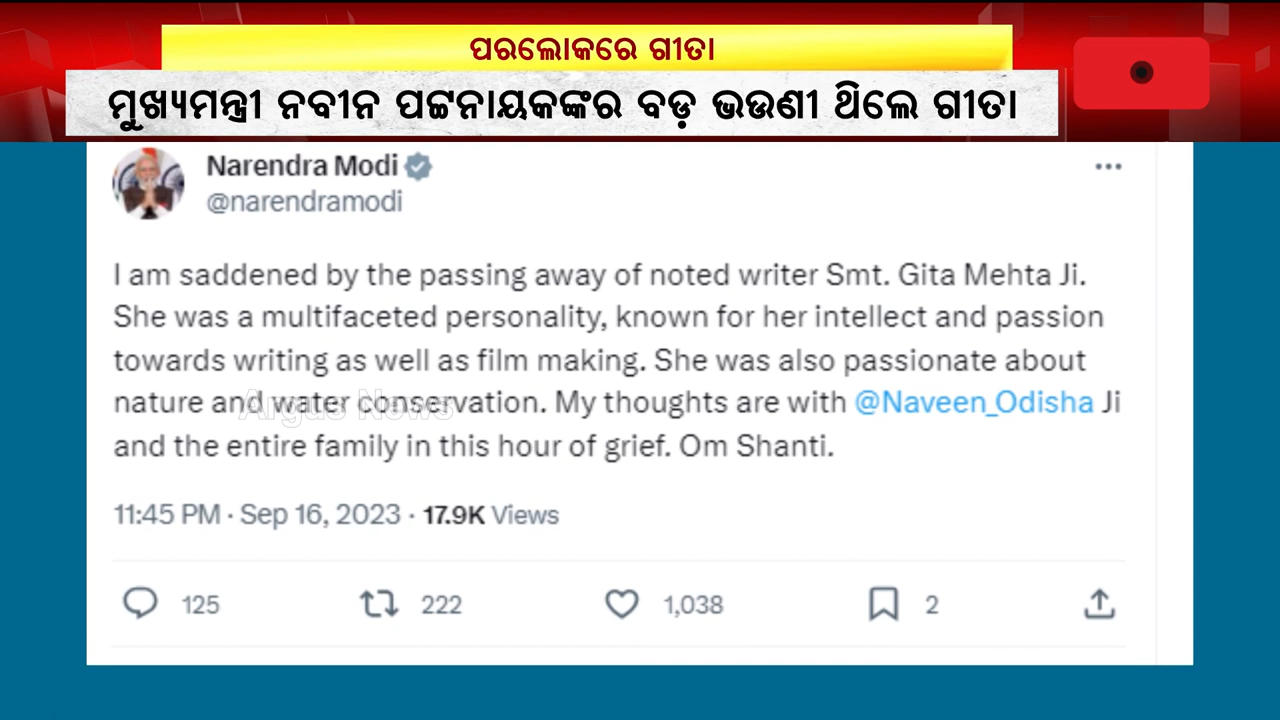 ପରଲୋକରେ ଗୀତା
ମୁଖ୍ୟମନ୍ତ୍ରୀ ନବୀନ ପଟ୍ଟନାୟକଙ୍କର ବଡ଼ ଭଉଣୀ ଥିଲେ ଗୀତା
Narendra Modi
@narendramodi
I am saddened by the passing away of noted writer Smt. Gita Mehta Ji.
She was a multifaceted personality, known for her intellect and passion
towards writing as well as film making. She was also passionate about
nature and water conservation. My thoughts are with @Naveen_Odisha Ji
and the entire family in this hour of grief. Om Shanti.
Argus News
11:45 PM · Sep 16, 2023 · 17.9K Views
125 222 1,038 2